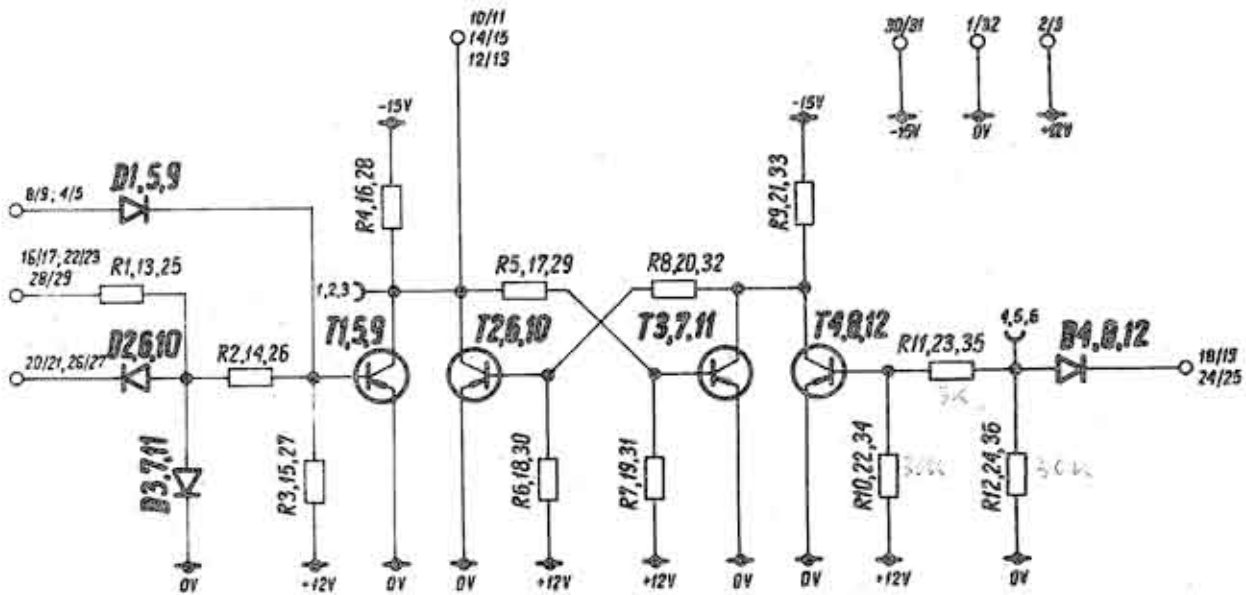 10/11
14/15
12/13
30/31
1/32
2/3
-15V
0V
+12V
-15V
-15V
8/9; 4/5
D1,5,9
R4,16,28
R9,21,33
16/17; 22/23
28/29
R1,13,25
1,2,3
R5,17,29
R8,20,32
T1,5,9
T2,6,10
T3,7,11
T4,8,12
4,5,6
D4,8,12
20/21, 26/27
D2,6,10
R2,14,26
R11,23,35
18/19
24/25
3K
D3,7,11
R3,15,27
R6,18,30
R7,19,31
R10,22,34
R12,24,36
30K
0V
+12V
0V
0V
+12V
+12V
0V
0V
+12V
0V